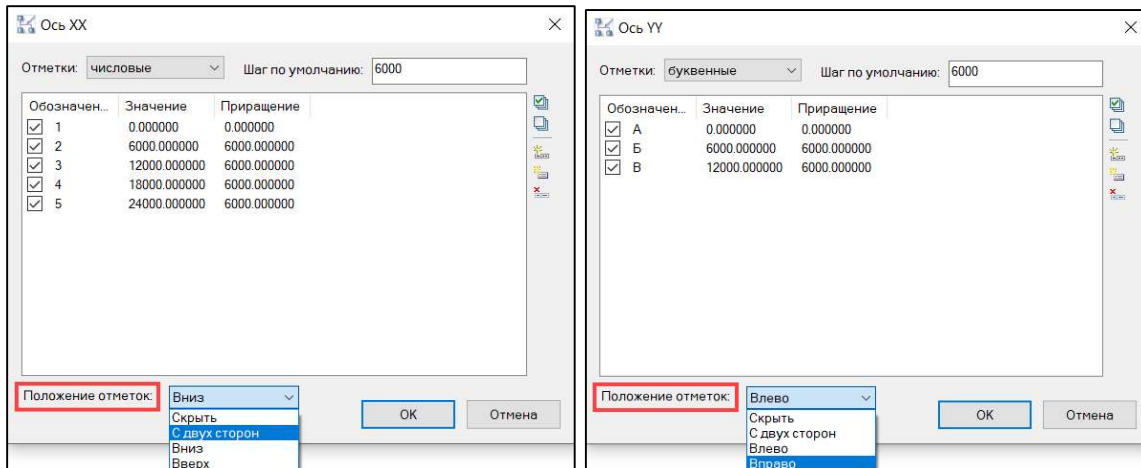 Ось XX
Отметки: числовые Шаг по умолчанию: 6000
Обозначен... Значение Приращение
1 0.000000 0.000000
2 6000.000000 6000.000000
3 12000.000000 6000.000000
4 18000.000000 6000.000000
5 24000.000000 6000.000000
Положение отметок: Вниз
OK Отмена
Скрыть
С двух сторон
Вниз
Вверх
Ось YY
Отметки: буквенные Шаг по умолчанию: 6000
Обозначен... Значение Приращение
А 0.000000 0.000000
Б 6000.000000 6000.000000
В 12000.000000 6000.000000
Положение отметок: Влево
OK Отмена
Скрыть
С двух сторон
Влево
Вправо